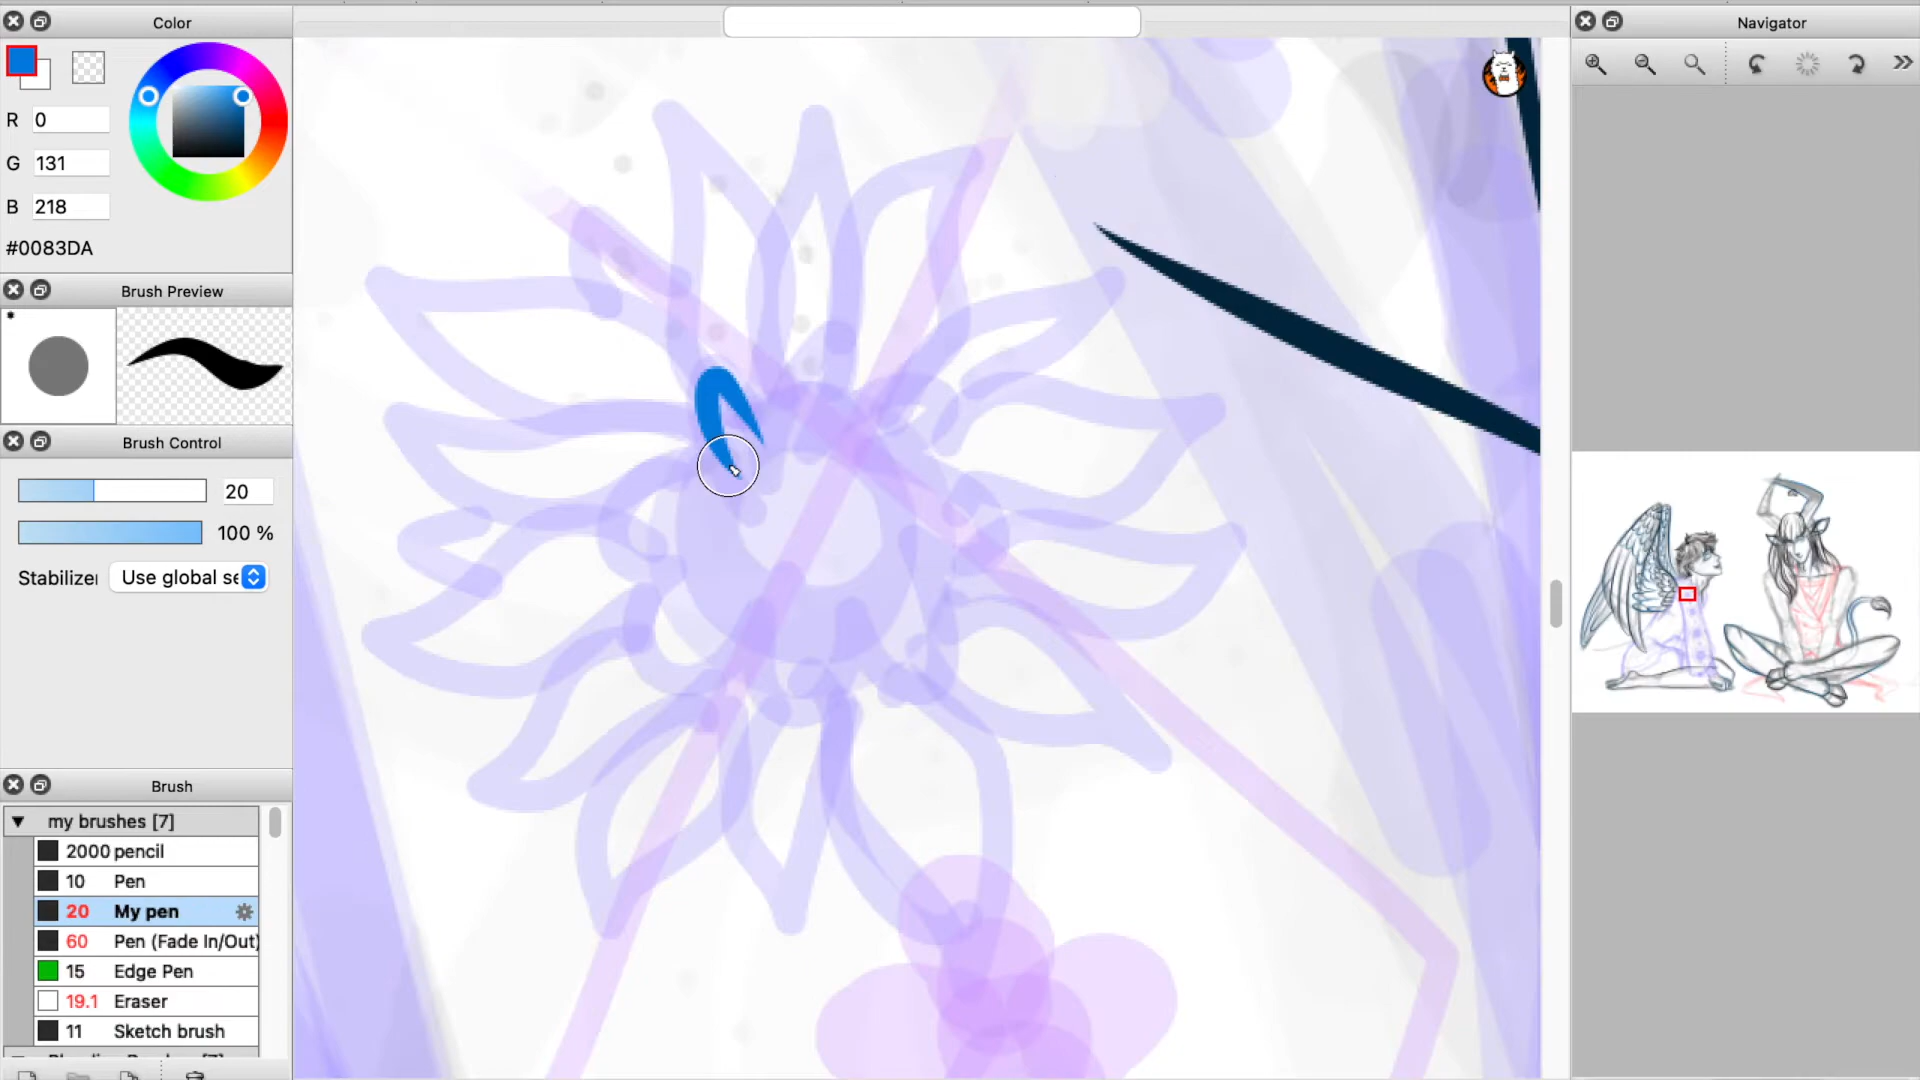 Color
Navigator
R 0
G 131
B 218
#0083DA
Brush Preview
Brush Control
20
100 %
Stabilizer Use global se
Brush
my brushes [7]
2000 pencil
10 Pen
20 My pen
60 Pen (Fade In/Out)
15 Edge Pen
19.1 Eraser
11 Sketch brush